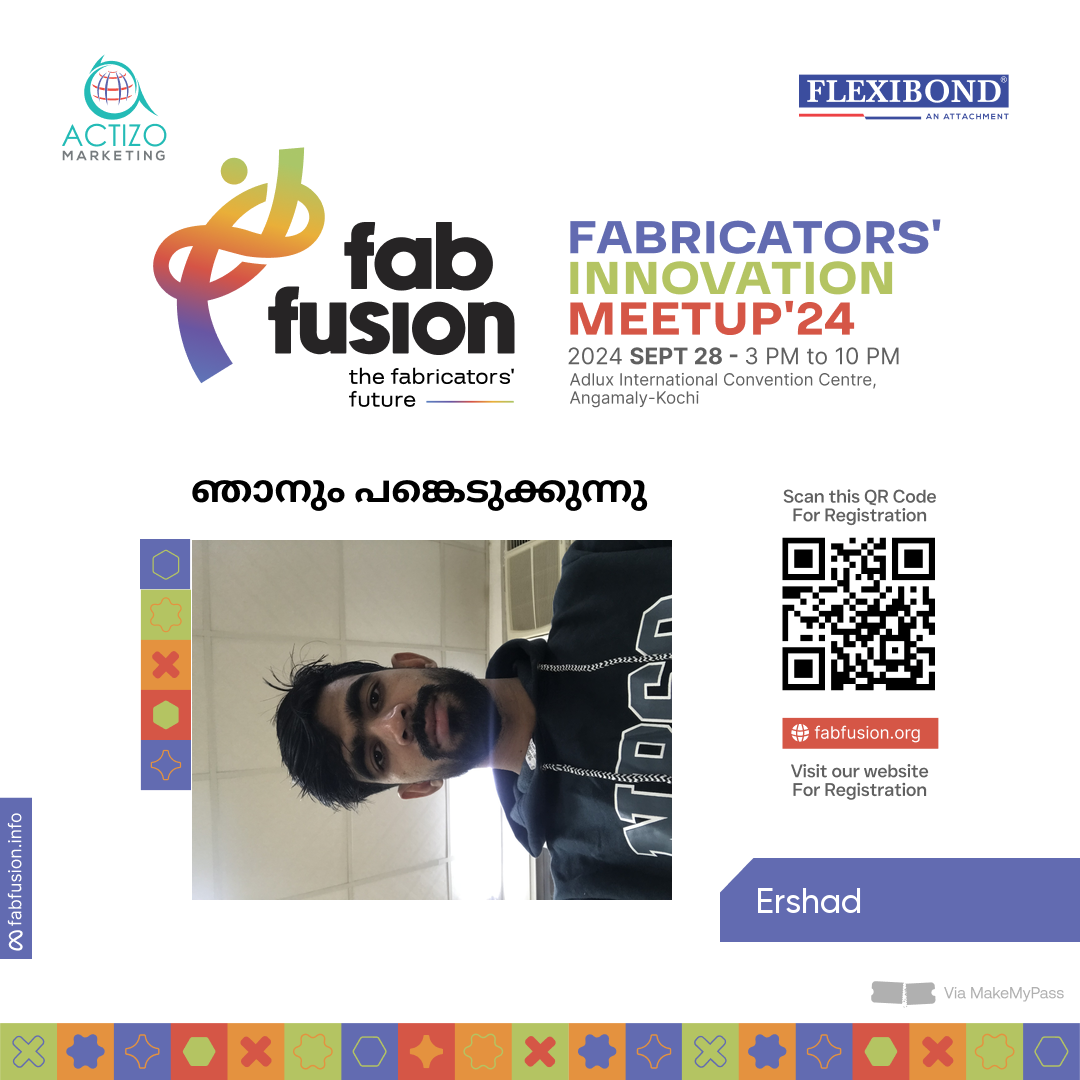 ACTIZO
MARKETING
FLEXIBOND®
AN ATTACHMENT
fab
fusion
the fabricators'
future
FABRICATORS'
INNOVATION
MEETUP'24
2024 SEPT 28 - 3 PM to 10 PM
Adlux International Convention Centre,
Angamaly-Kochi
ഞാനും പങ്കെടുക്കുന്നു
Scan this QR Code
For Registration
fabfusion.org
Visit our website
For Registration
fabfusion.info
Ershad
Via MakeMyPass